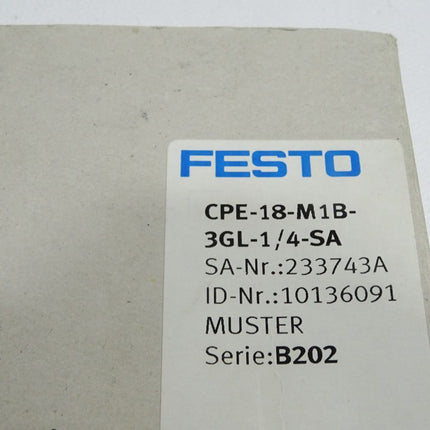 FESTO
CPE-18-M1B-
3GL-1/4-SA
SA-Nr.:233743A
ID-Nr.:10136091
MUSTER
Serie:B202